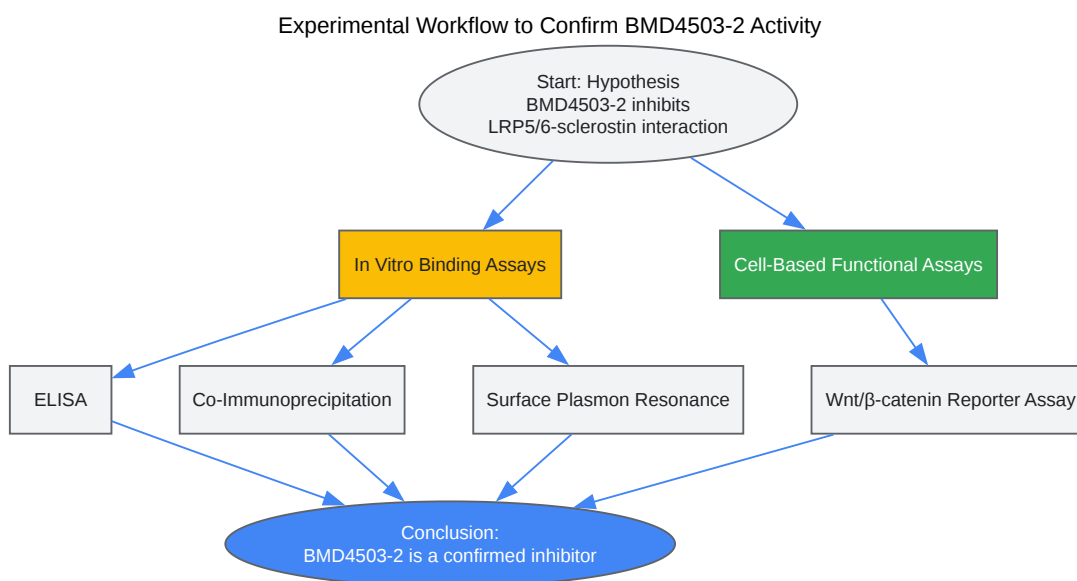 Experimental Workflow to Confirm BMD4503-2 Activity
Start: Hypothesis
BMD4503-2 inhibits
LRP5/6-sclerostin interaction
In Vitro Binding Assays
Cell-Based Functional Assays
ELISA
Co-Immunoprecipitation
Surface Plasmon Resonance
Wnt/β-catenin Reporter Assay
Conclusion:
BMD4503-2 is a confirmed inhibitor